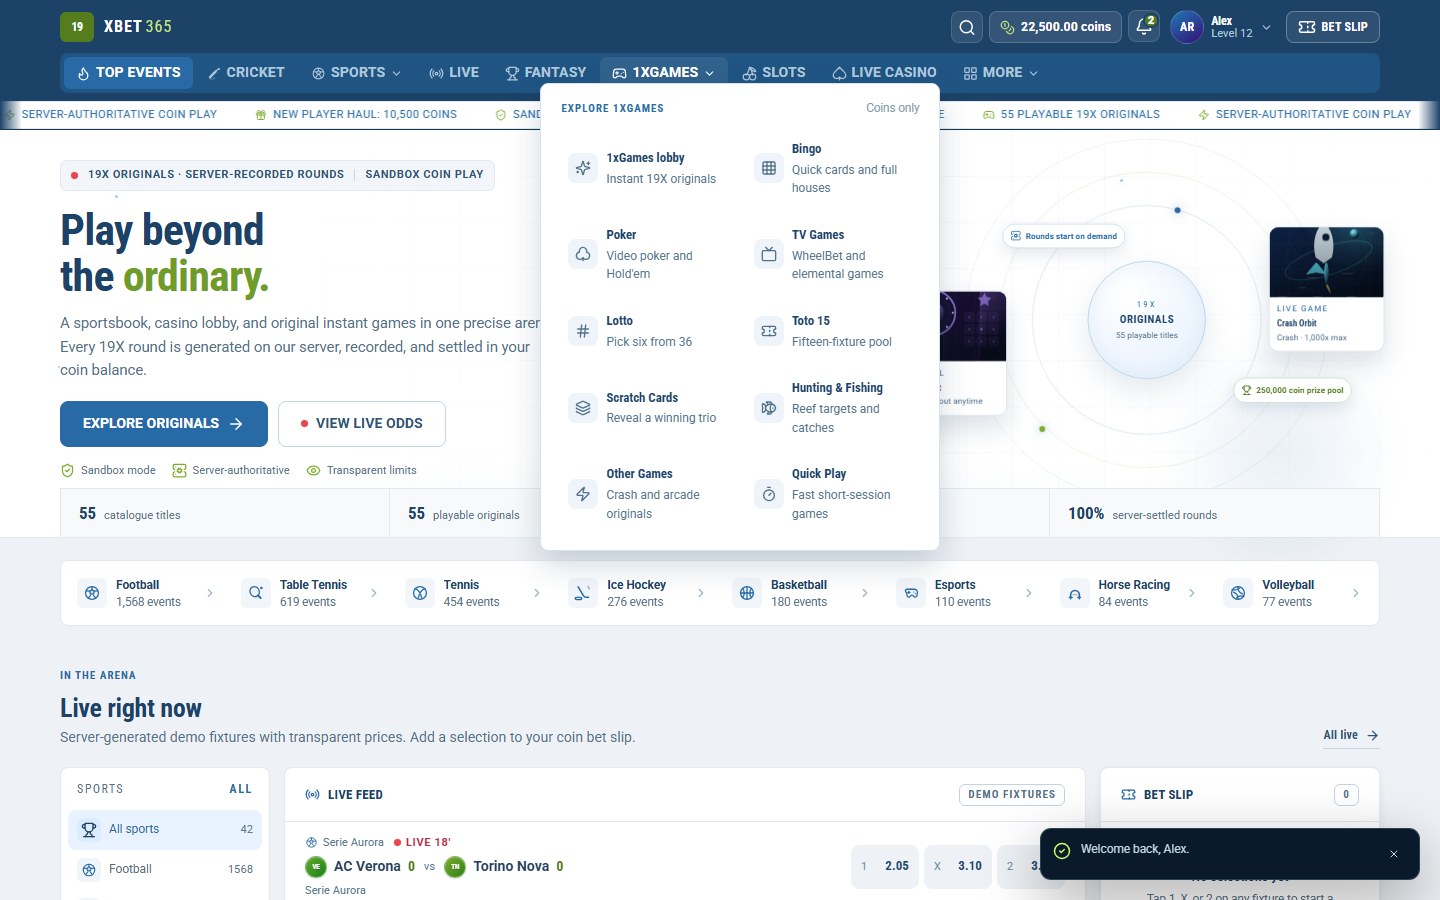 19 XBET 365
22,500.00 coins
2
AR
Alex
Level 12
BET SLIP
TOP EVENTS
CRICKET
SPORTS
LIVE
FANTASY
1XGAMES
SLOTS
LIVE CASINO
MORE
SERVER-AUTHORITATIVE COIN PLAY
NEW PLAYER HAUL: 10,500 COINS
55 PLAYABLE 19X ORIGINALS
SERVER-AUTHORITATIVE COIN PLAY
EXPLORE 1XGAMES
Coins only
1xGames lobby
Instant 19X originals
Bingo
Quick cards and full
houses
Poker
Video poker and
Hold'em
TV Games
WheelBet and
elemental games
Lotto
Pick six from 36
Toto 15
Fifteen-fixture pool
Scratch Cards
Reveal a winning trio
Hunting & Fishing
Reef targets and
catches
Other Games
Crash and arcade
originals
Quick Play
Fast short-session
games
19X ORIGINALS · SERVER-RECORDED ROUNDS
SANDBOX COIN PLAY
Play beyond
the ordinary.
A sportsbook, casino lobby, and original instant games in one precise
Every 19X round is generated on our server, recorded, and settled in your
coin balance.
EXPLORE ORIGINALS
VIEW LIVE ODDS
Sandbox mode
Server-authoritative
Transparent limits
Rounds start on demand
19X
ORIGINALS
55 playable titles
LIVE GAME
Crash Orbit
Crash · 1,000x max
out anytime
250,000 coin prize pool
55 catalogue titles
55 playable originals
100% server-settled rounds
Football
1,568 events
Table Tennis
619 events
Tennis
454 events
Ice Hockey
276 events
Basketball
180 events
Esports
110 events
Horse Racing
84 events
Volleyball
77 events
IN THE ARENA
Live right now
Server-generated demo fixtures with transparent prices. Add a selection to your coin bet slip.
All live
SPORTS
ALL
All sports
42
Football
1568
LIVE FEED
DEMO FIXTURES
Serie Aurora
LIVE 18'
VE AC Verona 0 vs TN Torino Nova 0
Serie Aurora
1 2.05
X 3.10
2
BET SLIP
0
Welcome back, Alex.
Tap 1, X, or 2 on any fixture to start a